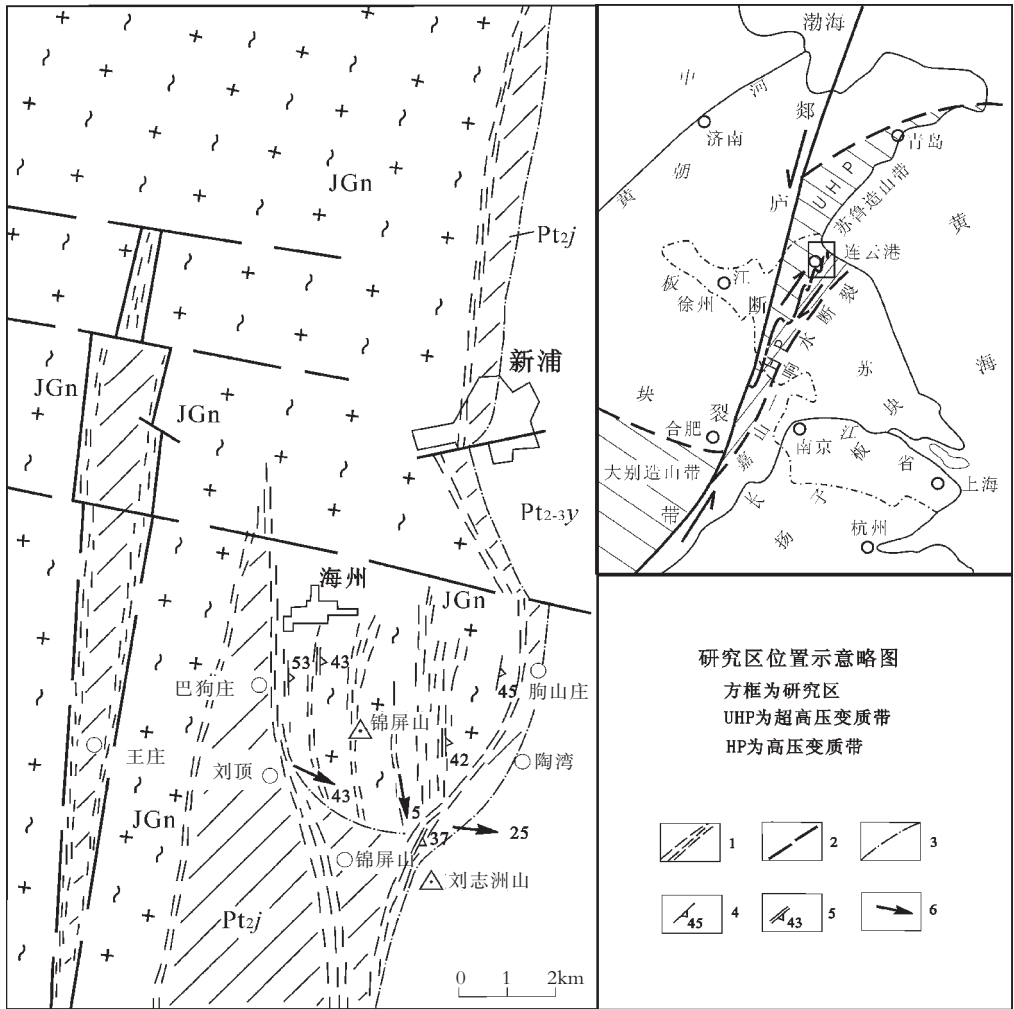 JGn
Pt2j
新浦
JGn
JGn
Pt2-3y
海州
JGn
53
43
45
巴狗庄
朐山庄
锦屏山
42
王庄
陶湾
刘顶
43
JGn
5
37
25
锦屏山
刘志洲山
Pt2j
0 1 2km
渤海
中
河
郯
济南
青岛
朝
UHP
黄
庐
苏鲁造山带
黄
连云港
板
江
徐州
断
裂
断
水
海
响
苏
HP
块
裂
块
合肥
山
南京
江
板
省
嘉
上海
大别造山带
长
子
带
扬
杭州
研究区位置示意略图
方框为研究区
UHP为超高压变质带
HP为高压变质带
1
2
3
45
4
43
5
6